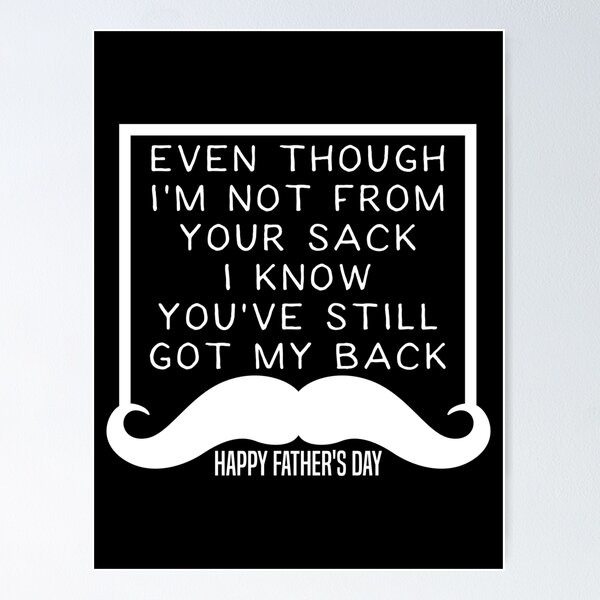 EVEN THOUGH
I'M NOT FROM
YOUR SACK
I KNOW
YOU'VE STILL
GOT MY BACK
HAPPY FATHER'S DAY